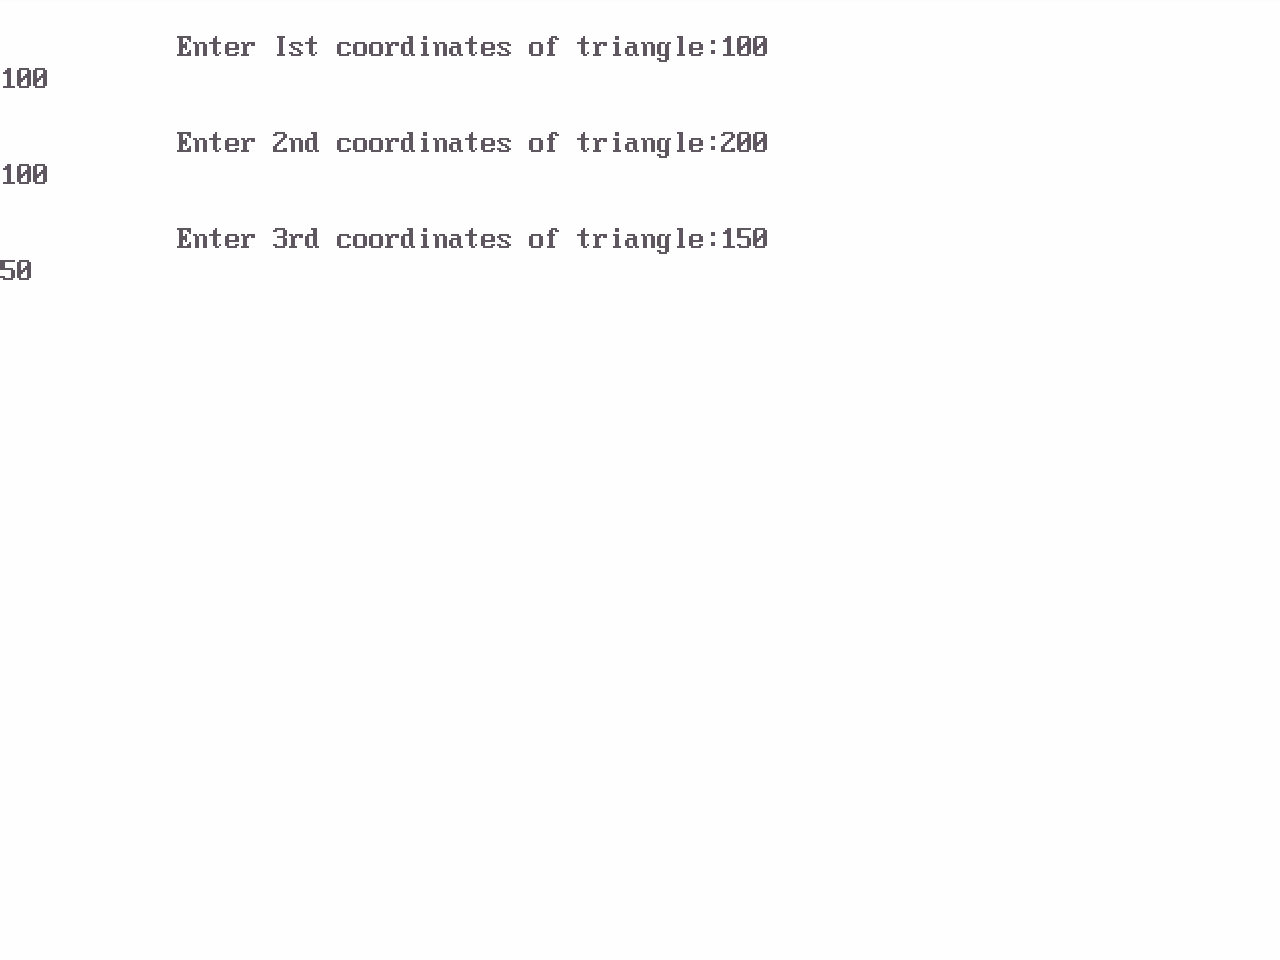 Enter Ist coordinates of triangle:100
100
Enter 2nd coordinates of triangle:200
100
Enter 3rd coordinates of triangle:150
50